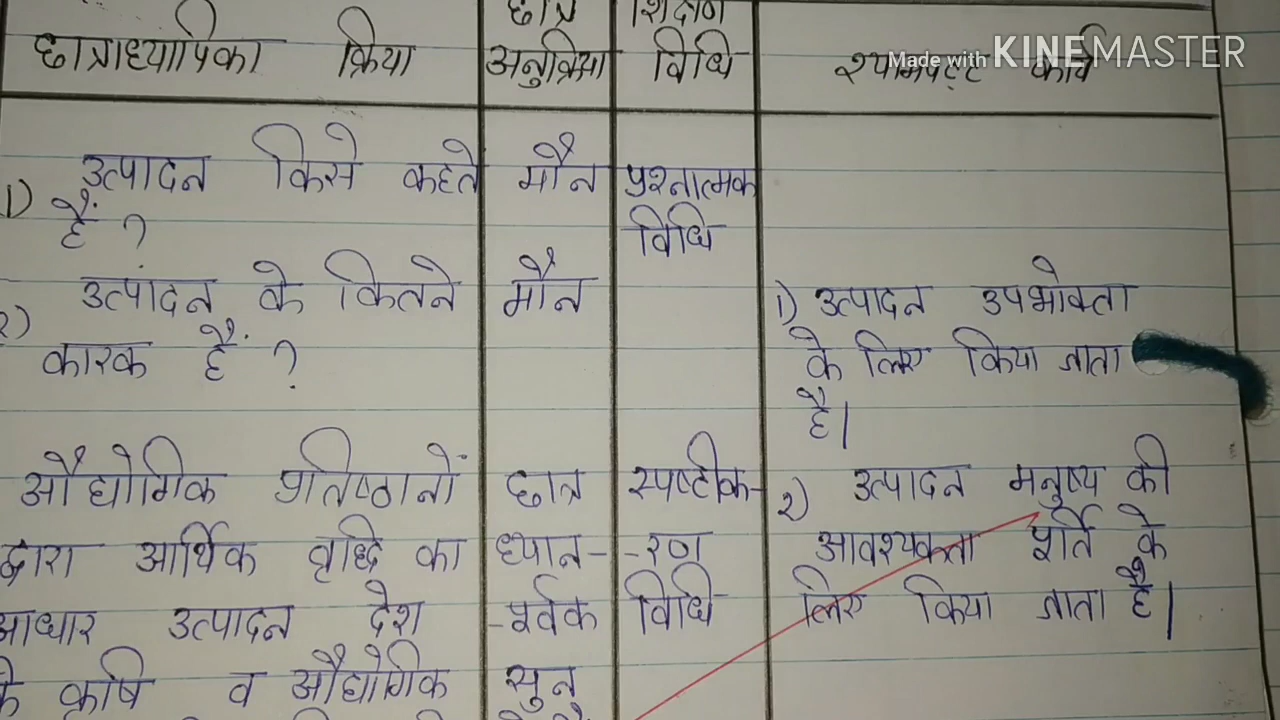 छात्र शिक्षण
छात्राध्यापिका क्रिया अनुक्रिया विधि श्यामपट्ट कार्य
Made with KINEMASTER
1) उत्पादन किसे कहते मौन प्रश्नात्मक
हैं ? विधि
2) उत्पादन के कितने मौन 1) उत्पादन उपभोक्ता
कारक हैं ? के लिए किया जाता
है।
औद्योगिक प्रतिष्ठानों छात्र स्पष्टीक- २) उत्पादन मनुष्य की
द्वारा आर्थिक वृद्धि का ध्यान- -रण आवश्यकता पूर्ति के
आधार उत्पादन देश -पूर्वक विधि लिए किया जाता है।
के कृषि व औद्योगिक सुन